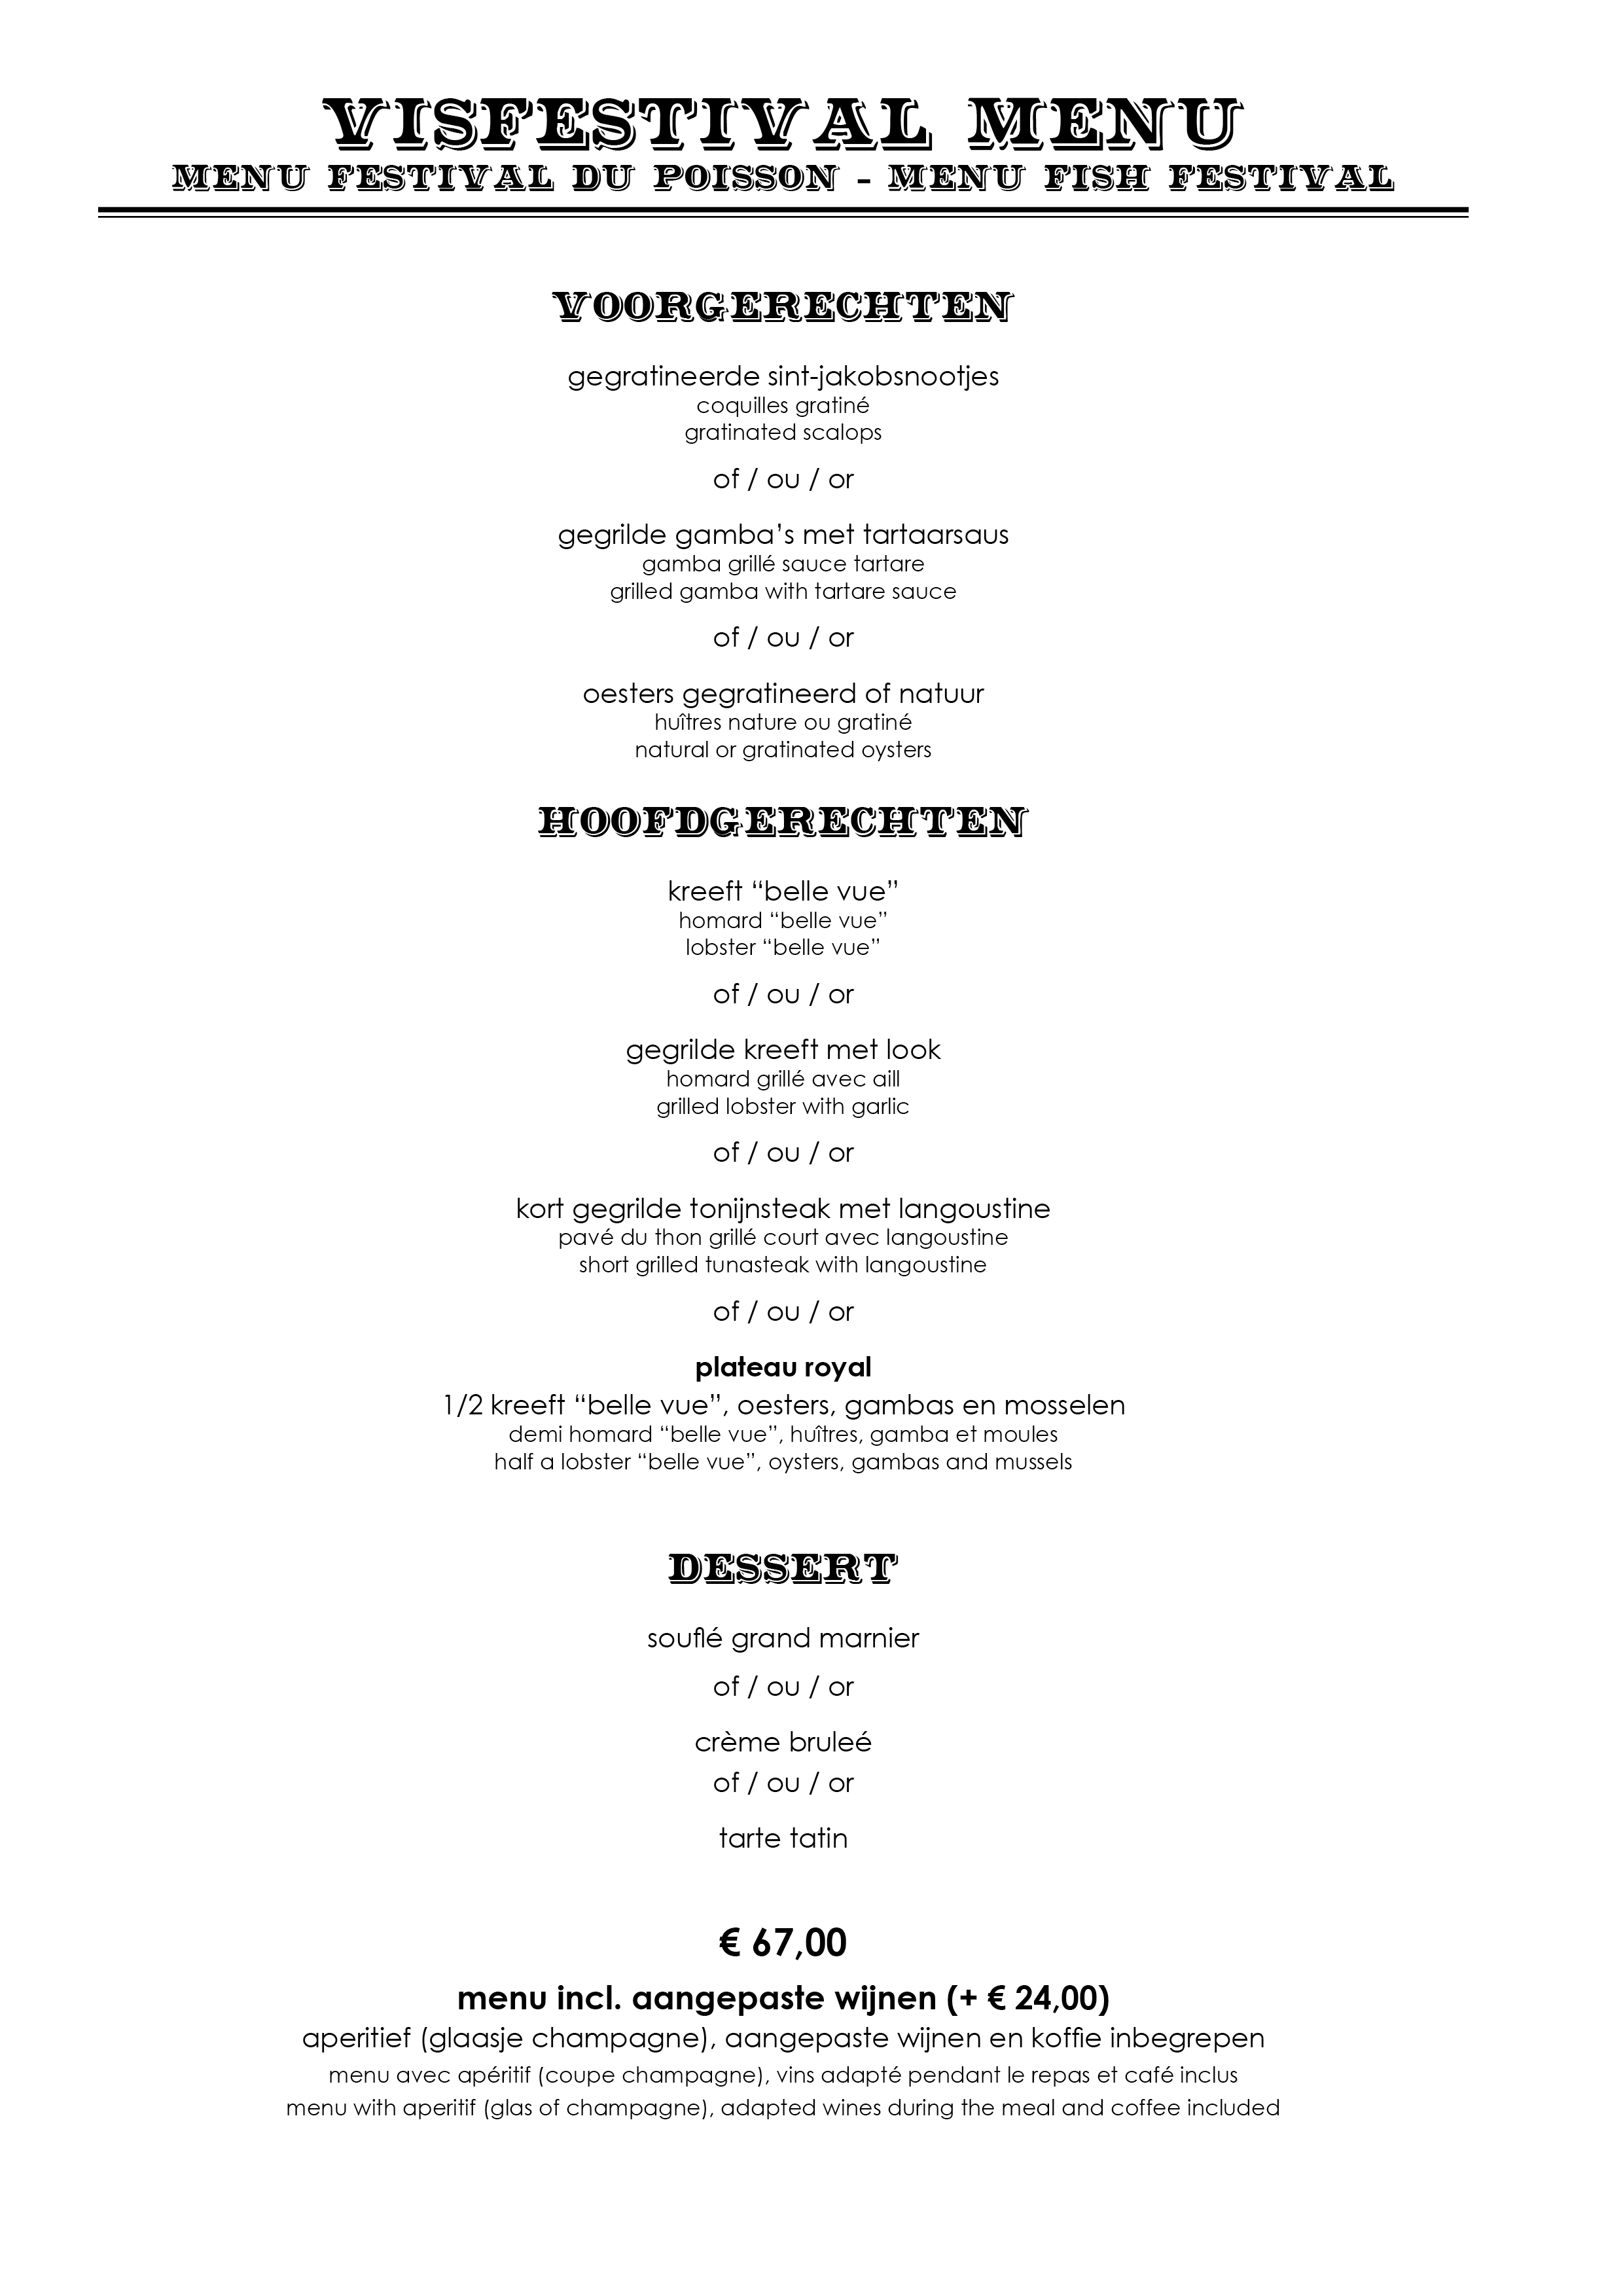 VISFESTIVAL MENU
MENU FESTIVAL DU POISSON - MENU FISH FESTIVAL
VOORGERECHTEN
gegratineerde sint-jakobsnootjes
coquilles gratiné
gratinated scalops
of / ou / or
gegrilde gamba’s met tartaarsaus
gamba grillé sauce tartare
grilled gamba with tartare sauce
of / ou / or
oesters gegratineerd of natuur
huîtres nature ou gratiné
natural or gratinated oysters
HOOFDGERECHTEN
kreeft “belle vue”
homard “belle vue”
lobster “belle vue”
of / ou / or
gegrilde kreeft met look
homard grillé avec aill
grilled lobster with garlic
of / ou / or
kort gegrilde tonijnsteak met langoustine
pavé du thon grillé court avec langoustine
short grilled tunasteak with langoustine
of / ou / or
plateau royal
1/2 kreeft “belle vue”, oesters, gambas en mosselen
demi homard “belle vue”, huîtres, gamba et moules
half a lobster “belle vue”, oysters, gambas and mussels
DESSERT
souflé grand marnier
of / ou / or
crème bruleé
of / ou / or
tarte tatin
€ 67,00
menu incl. aangepaste wijnen (+ € 24,00)
aperitief (glaasje champagne), aangepaste wijnen en koffie inbegrepen
menu avec apéritif (coupe champagne), vins adapté pendant le repas et café inclus
menu with aperitif (glas of champagne), adapted wines during the meal and coffee included